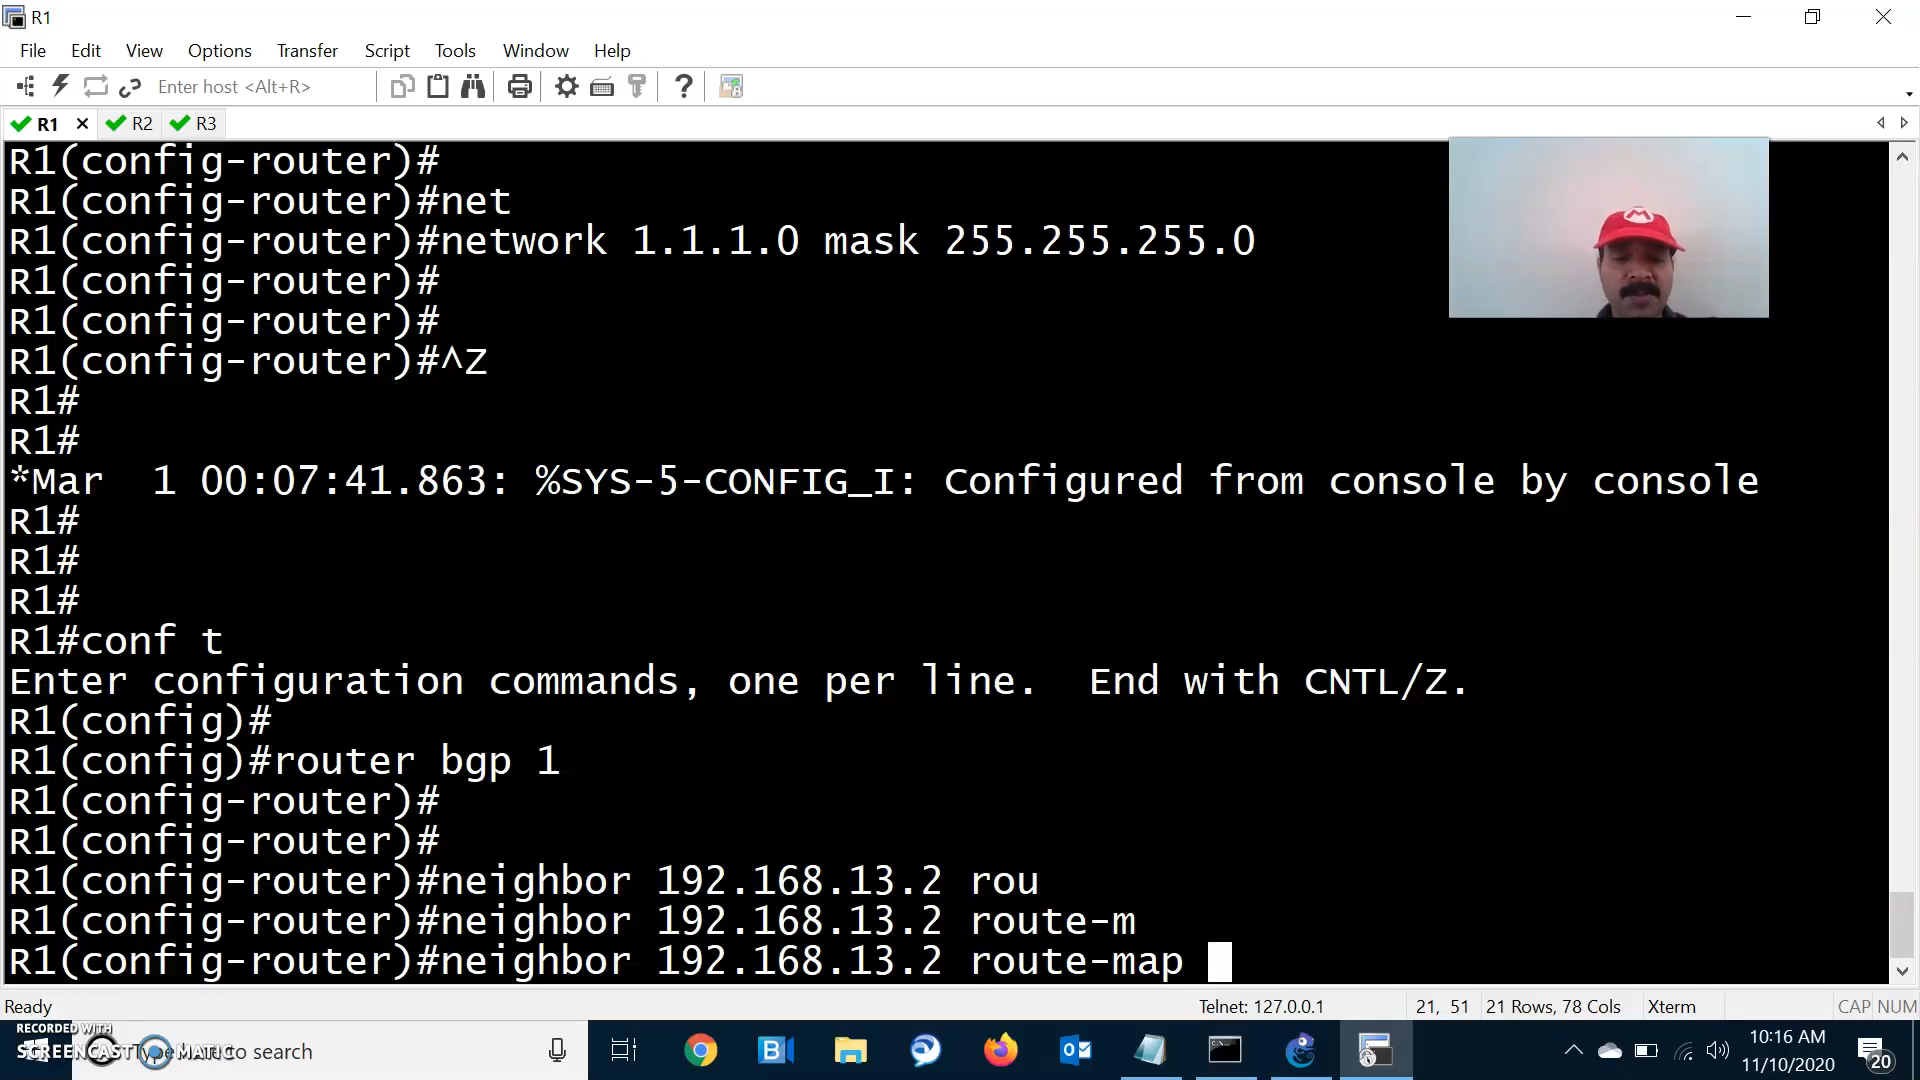 R1
File Edit View Options Transfer Script Tools Window Help
Enter host <Alt+R>
R1 R2 R3
R1(config-router)#
R1(config-router)#net
R1(config-router)#network 1.1.1.0 mask 255.255.255.0
R1(config-router)#
R1(config-router)#
R1(config-router)#^Z
R1#
R1#
*Mar  1 00:07:41.863: %SYS-5-CONFIG_I: Configured from console by console
R1#
R1#
R1#
R1#conf t
Enter configuration commands, one per line.  End with CNTL/Z.
R1(config)#
R1(config)#router bgp 1
R1(config-router)#
R1(config-router)#
R1(config-router)#neighbor 192.168.13.2 rou
R1(config-router)#neighbor 192.168.13.2 route-m
R1(config-router)#neighbor 192.168.13.2 route-map
Ready Telnet: 127.0.0.1 21, 51 21 Rows, 78 Cols Xterm CAP NUM
RECORDED WITH
SCREENCAST MATIC
Type here to search
10:16 AM
11/10/2020
20